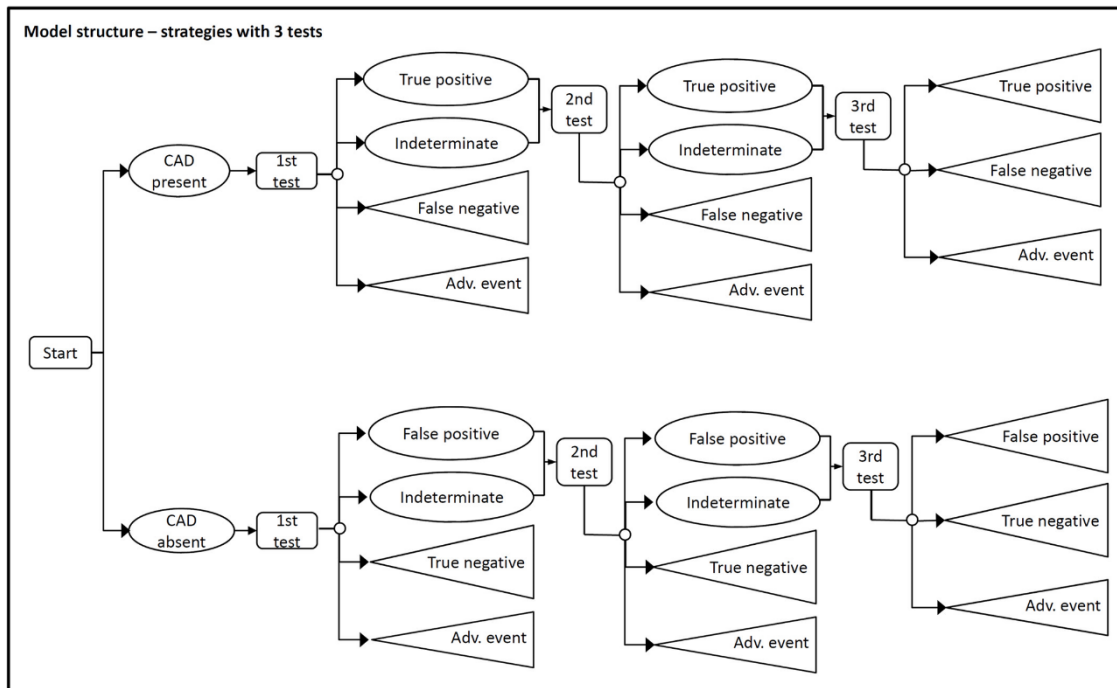 Model structure – strategies with 3 tests
Start
CAD
present
1st
test
True positive
Indeterminate
False negative
Adv. event
2nd
test
True positive
Indeterminate
False negative
Adv. event
3rd
test
True positive
False negative
Adv. event
CAD
absent
1st
test
False positive
Indeterminate
True negative
Adv. event
2nd
test
False positive
Indeterminate
True negative
Adv. event
3rd
test
False positive
True negative
Adv. event